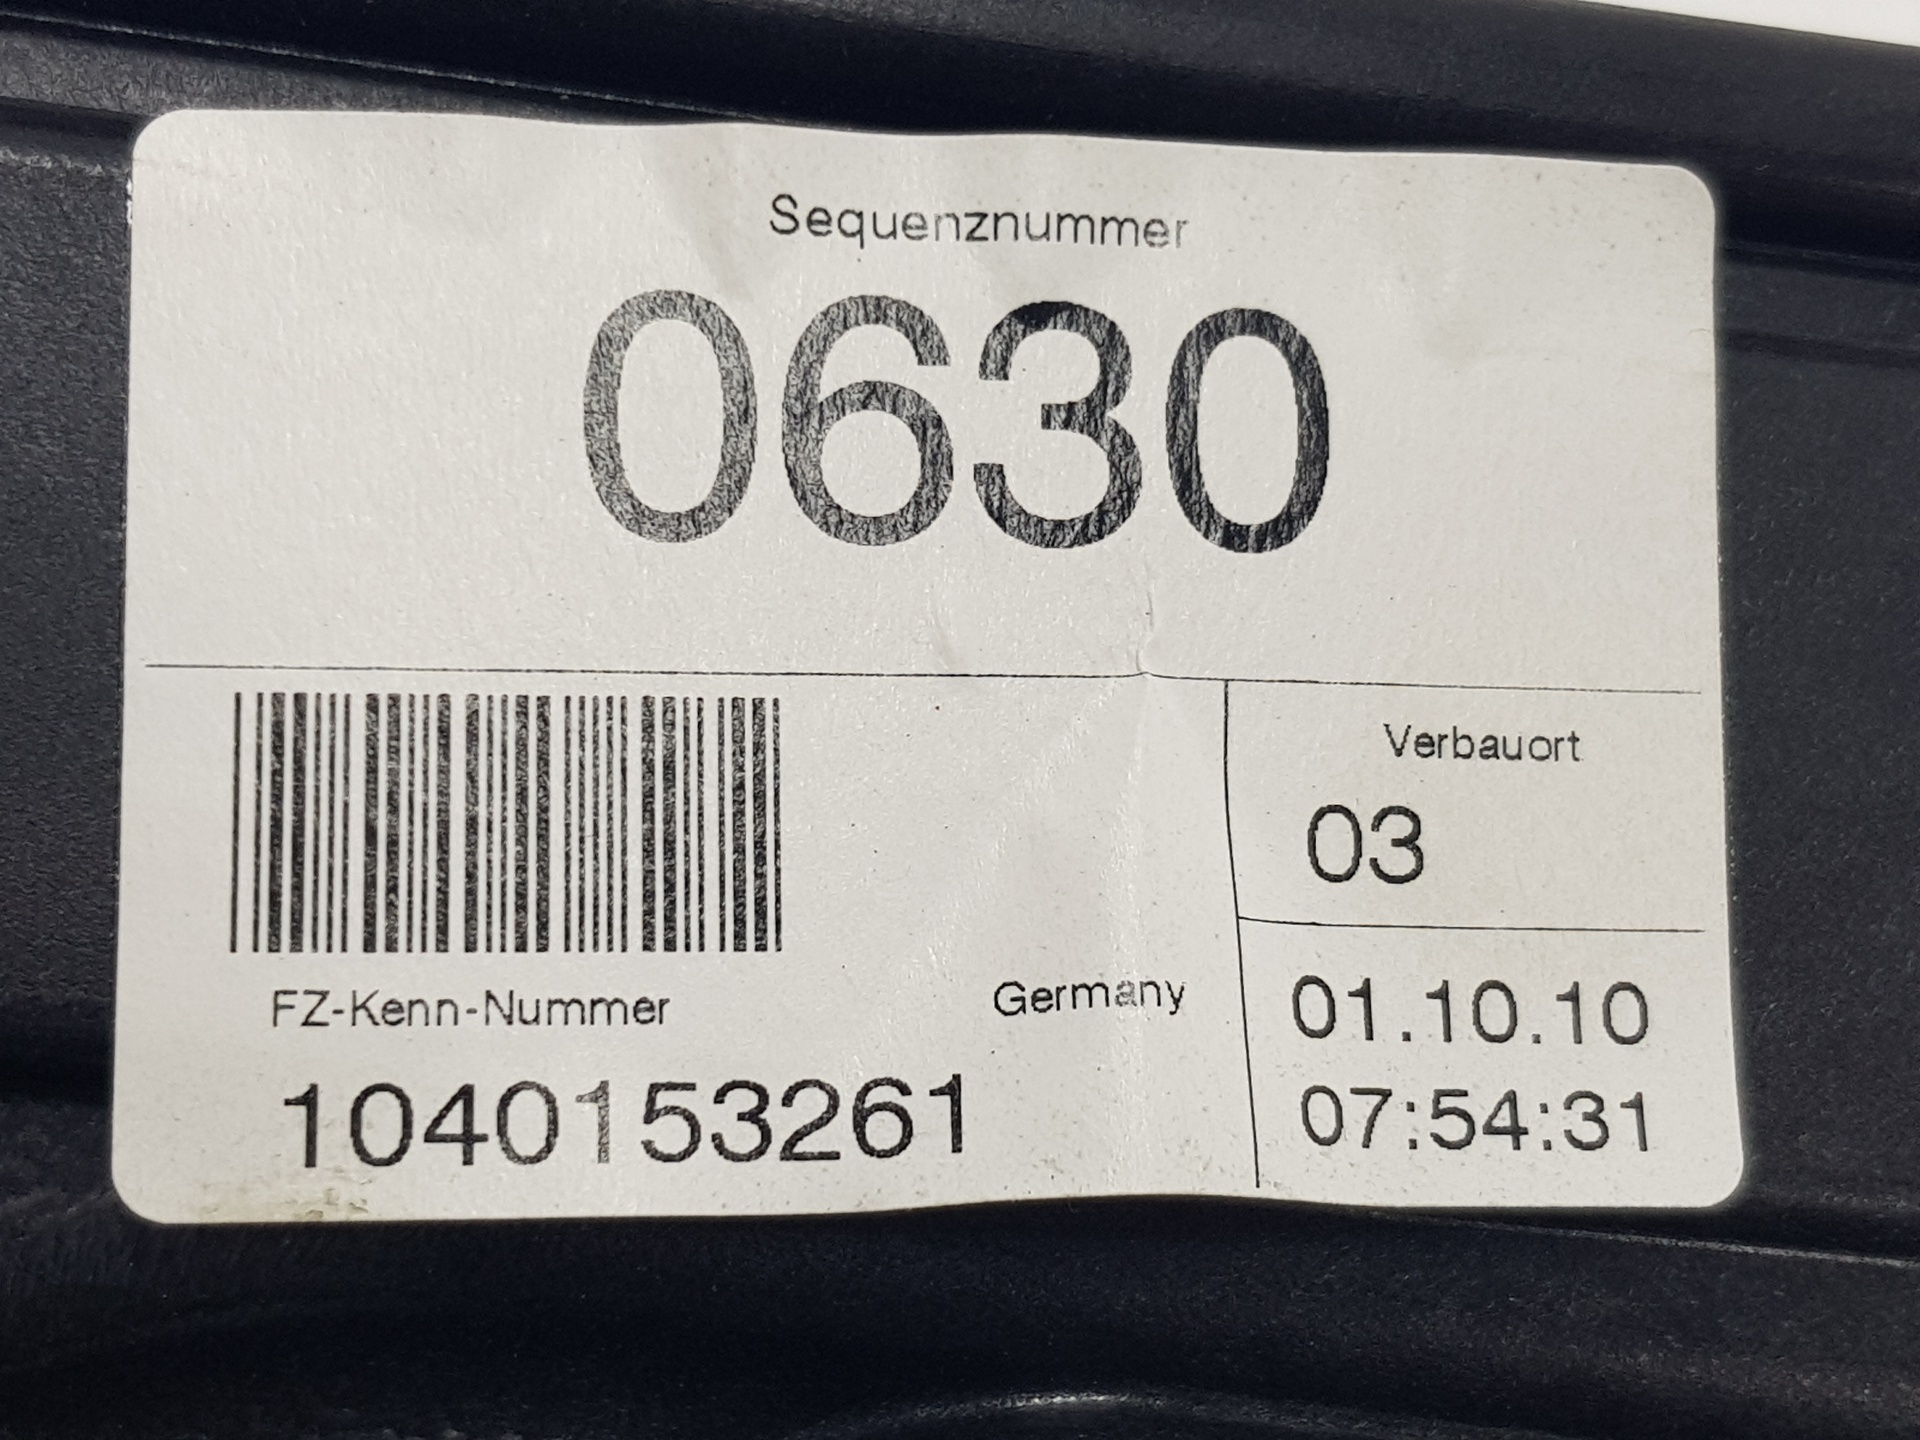 Sequenznummer
0630
Verbauort
03
FZ-Kenn-Nummer
Germany
1040153261
01.10.10
07:54:31